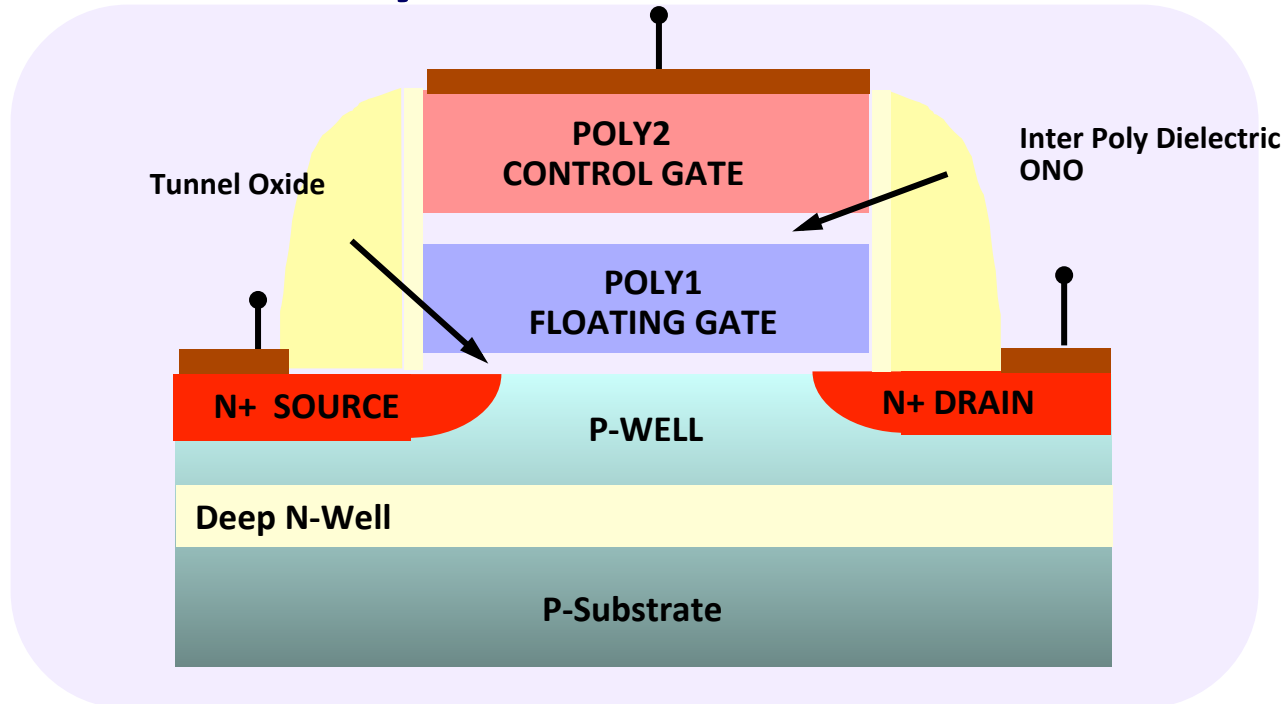 POLY2
CONTROL GATE
Inter Poly Dielectric
ONO
Tunnel Oxide
POLY1
FLOATING GATE
N+ SOURCE
N+ DRAIN
P-WELL
Deep N-Well
P-Substrate